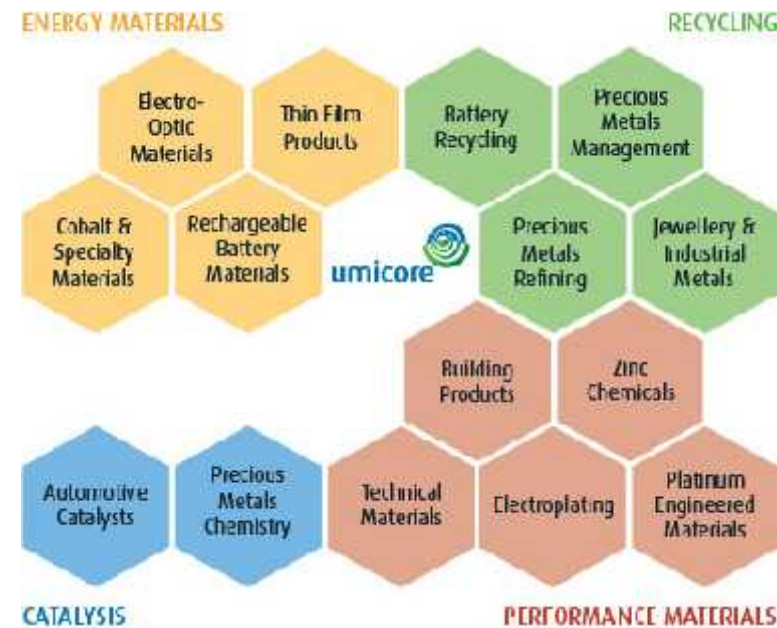 ENERGY MATERIALS
RECYCLING
Electro-
Optic
Materials
Thin Film
Products
Battery
Recycling
Precious
Metals
Management
Cobalt &
Specialty
Materials
Rechargeable
Battery
Materials
umicore
Precious
Metals
Refining
Jewellery &
Industrial
Metals
Building
Products
Zinc
Chemicals
Automotive
Catalysts
Precious
Metals
Chemistry
Technical
Materials
Electroplating
Platinum
Engineered
Materials
CATALYSIS
PERFORMANCE MATERIALS